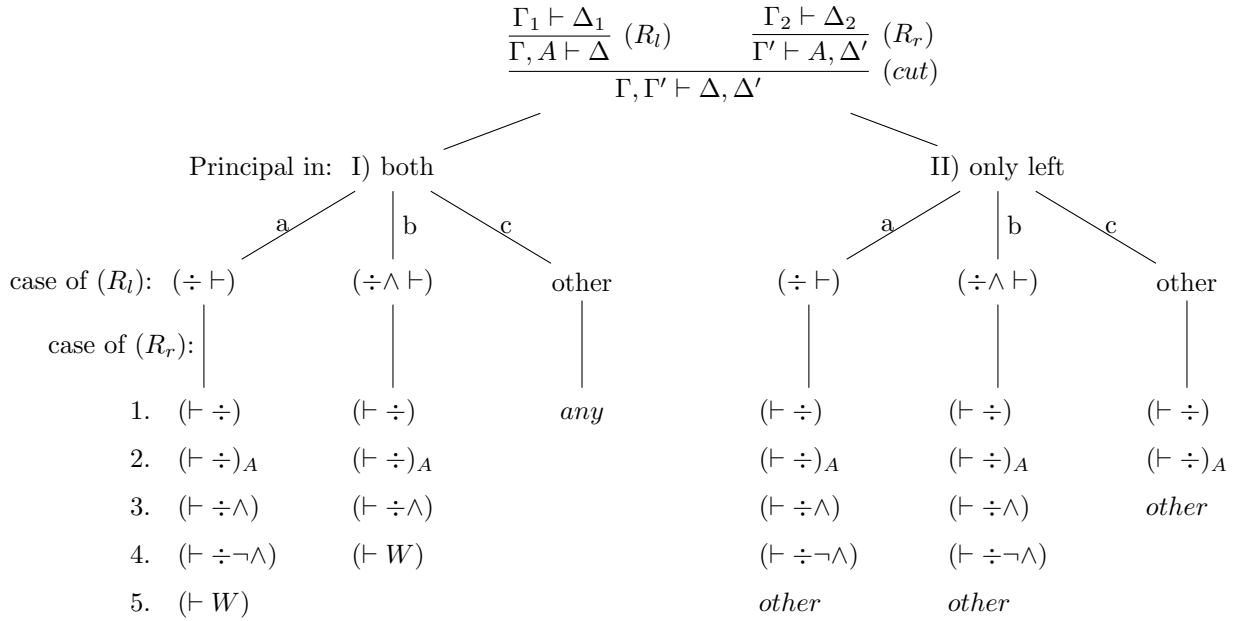 Γ₁ ⊢ Δ₁ (R_l) Γ₂ ⊢ Δ₂ (R_r)
Γ, A ⊢ Δ Γ′ ⊢ A, Δ′ (cut)
Γ, Γ′ ⊢ Δ, Δ′
Principal in: I) both II) only left
a b c a b c
case of (R_l): (÷ ⊢) (÷∧ ⊢) other (÷ ⊢) (÷∧ ⊢) other
case of (R_r):
1. (⊢ ÷) (⊢ ÷) any (⊢ ÷) (⊢ ÷) (⊢ ÷)
2. (⊢ ÷)_A (⊢ ÷)_A (⊢ ÷)_A (⊢ ÷)_A (⊢ ÷)_A
3. (⊢ ÷∧) (⊢ ÷∧) (⊢ ÷∧) (⊢ ÷∧) other
4. (⊢ ÷¬∧) (⊢ W) (⊢ ÷¬∧) (⊢ ÷¬∧)
5. (⊢ W) other other